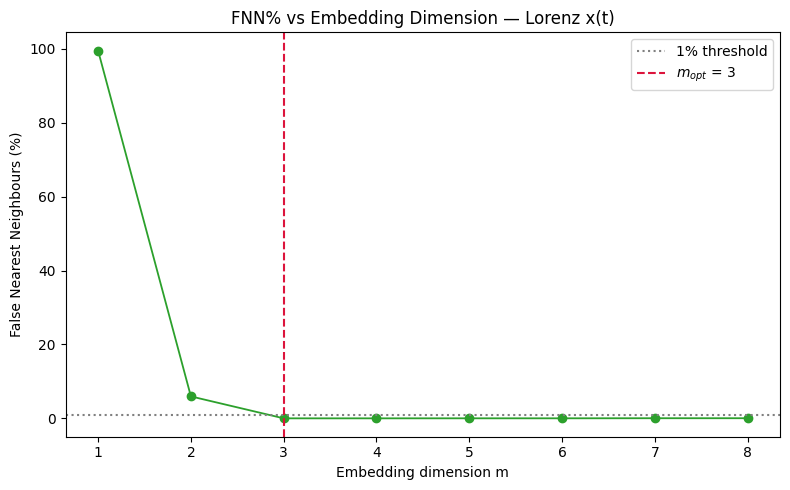 FNN% vs Embedding Dimension — Lorenz x(t)
1% threshold
m_opt = 3
False Nearest Neighbours (%)
100
80
60
40
20
0
1 2 3 4 5 6 7 8
Embedding dimension m